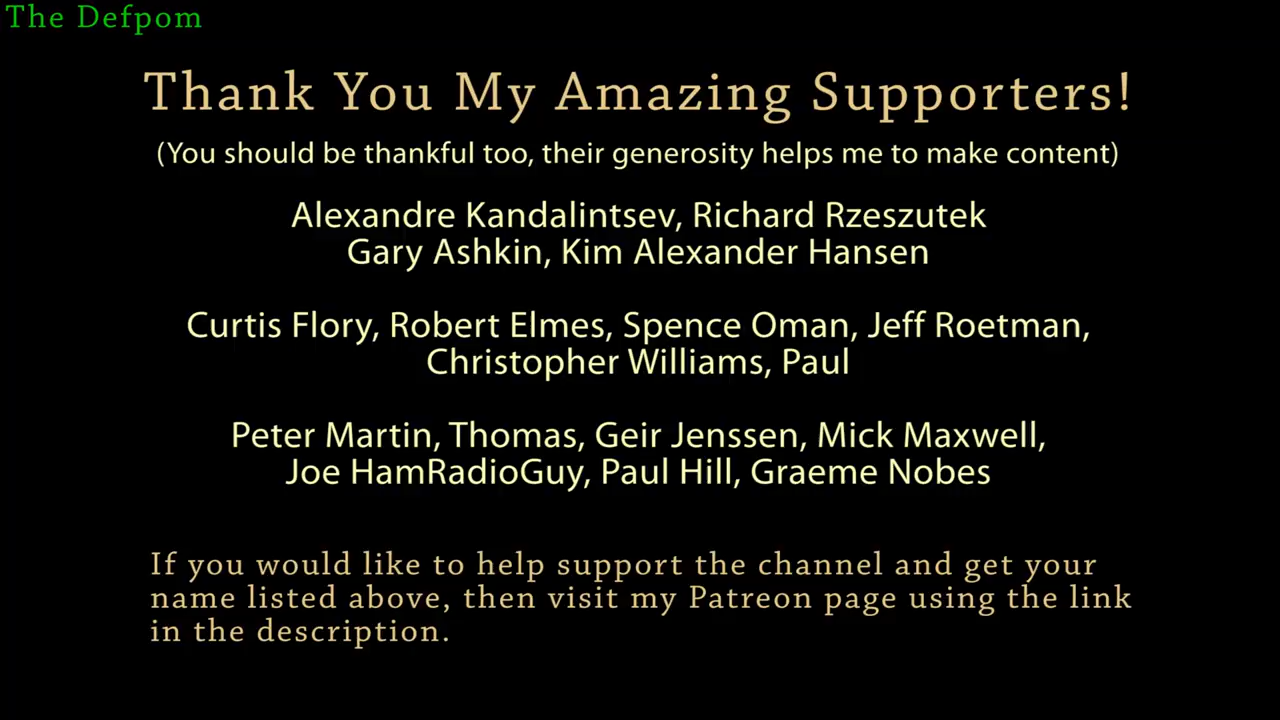 The Defpom
Thank You My Amazing Supporters!
(You should be thankful too, their generosity helps me to make content)
Alexandre Kandalintsev, Richard Rzeszutek
Gary Ashkin, Kim Alexander Hansen
Curtis Flory, Robert Elmes, Spence Oman, Jeff Roetman,
Christopher Williams, Paul
Peter Martin, Thomas, Geir Jenssen, Mick Maxwell,
Joe HamRadioGuy, Paul Hill, Graeme Nobes
If you would like to help support the channel and get your
name listed above, then visit my Patreon page using the link
in the description.